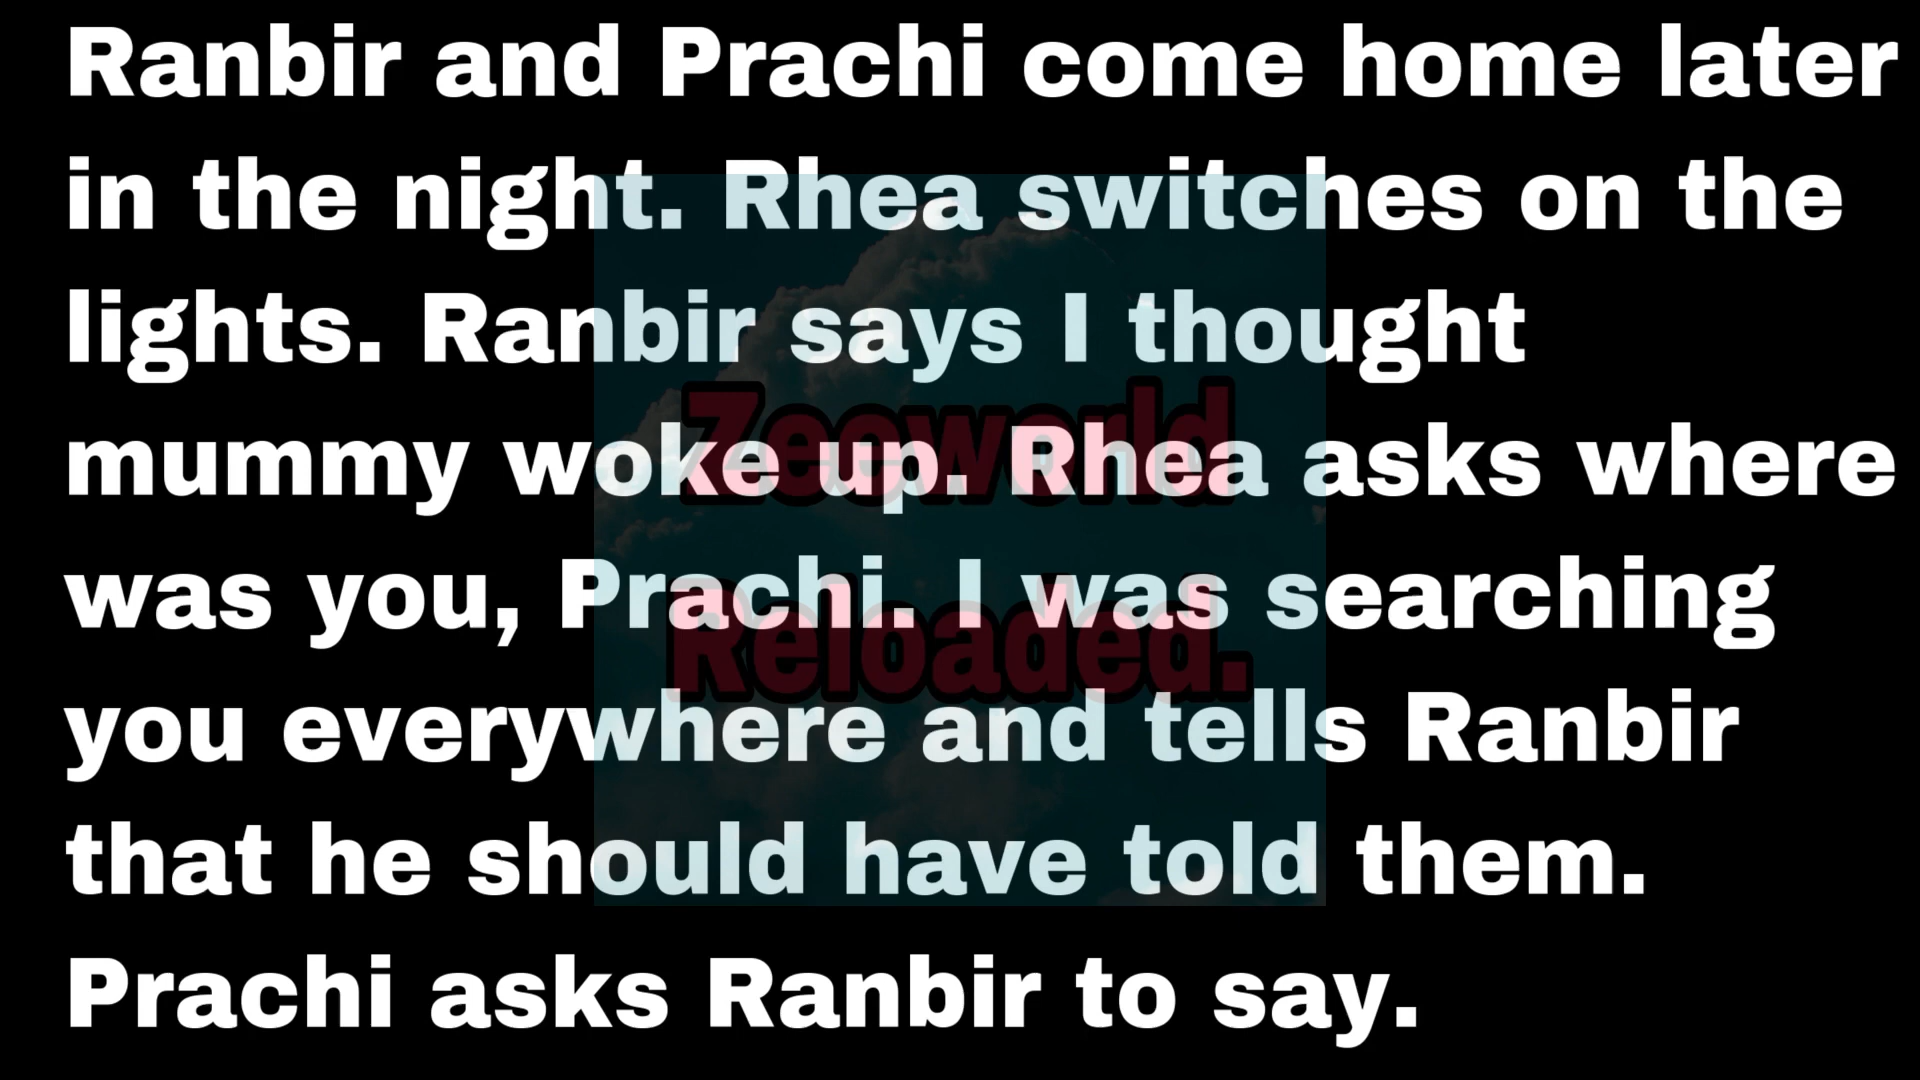 Ranbir and Prachi come home later
in the night. Rhea switches on the
lights. Ranbir says I thought
mummy woke up. Rhea asks where
was you, Prachi. I was searching
you everywhere and tells Ranbir
that he should have told them.
Prachi asks Ranbir to say.
Zeeworld
Reloaded.